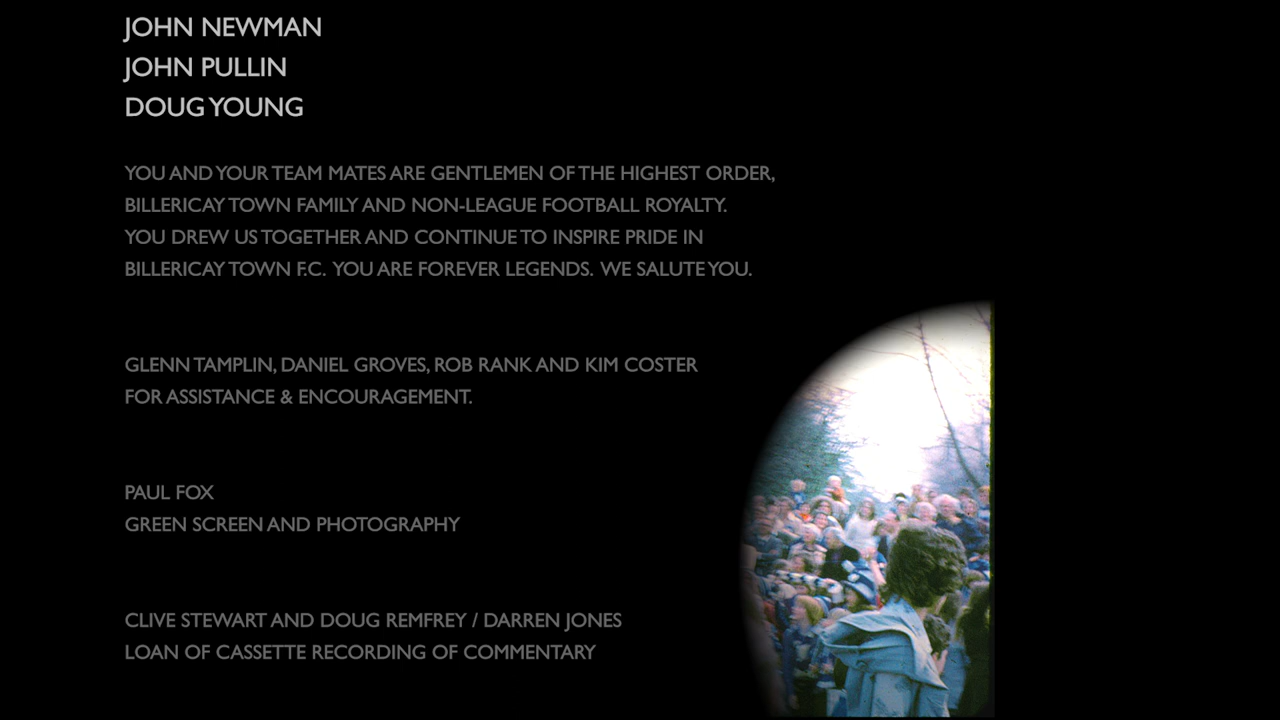 JOHN NEWMAN
JOHN PULLIN
DOUG YOUNG
YOU AND YOUR TEAM MATES ARE GENTLEMEN OF THE HIGHEST ORDER,
BILLERICAY TOWN FAMILY AND NON-LEAGUE FOOTBALL ROYALTY.
YOU DREW US TOGETHER AND CONTINUE TO INSPIRE PRIDE IN
BILLERICAY TOWN F.C. YOU ARE FOREVER LEGENDS. WE SALUTE YOU.
GLENN TAMPLIN, DANIEL GROVES, ROB RANK AND KIM COSTER
FOR ASSISTANCE & ENCOURAGEMENT.
PAUL FOX
GREEN SCREEN AND PHOTOGRAPHY
CLIVE STEWART AND DOUG REMFREY / DARREN JONES
LOAN OF CASSETTE RECORDING OF COMMENTARY